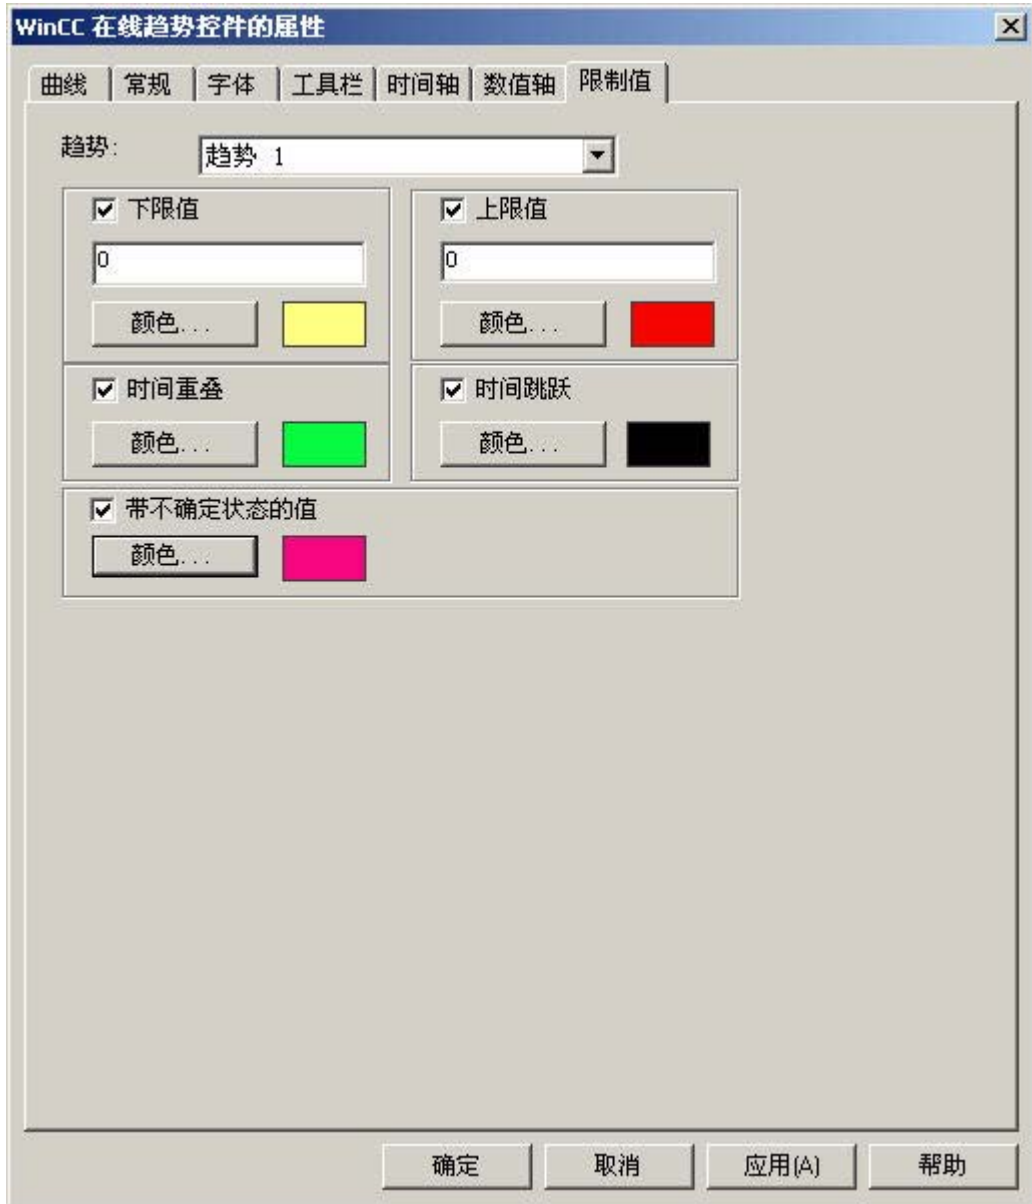 WinCC 在线趋势控件的属性
曲线 常规 字体 工具栏 时间轴 数值轴 限制值
趋势: 趋势 1
下限值 上限值
0 0
颜色... 颜色...
时间重叠 时间跳跃
颜色... 颜色...
带不确定状态的值
颜色...
确定 取消 应用(A) 帮助